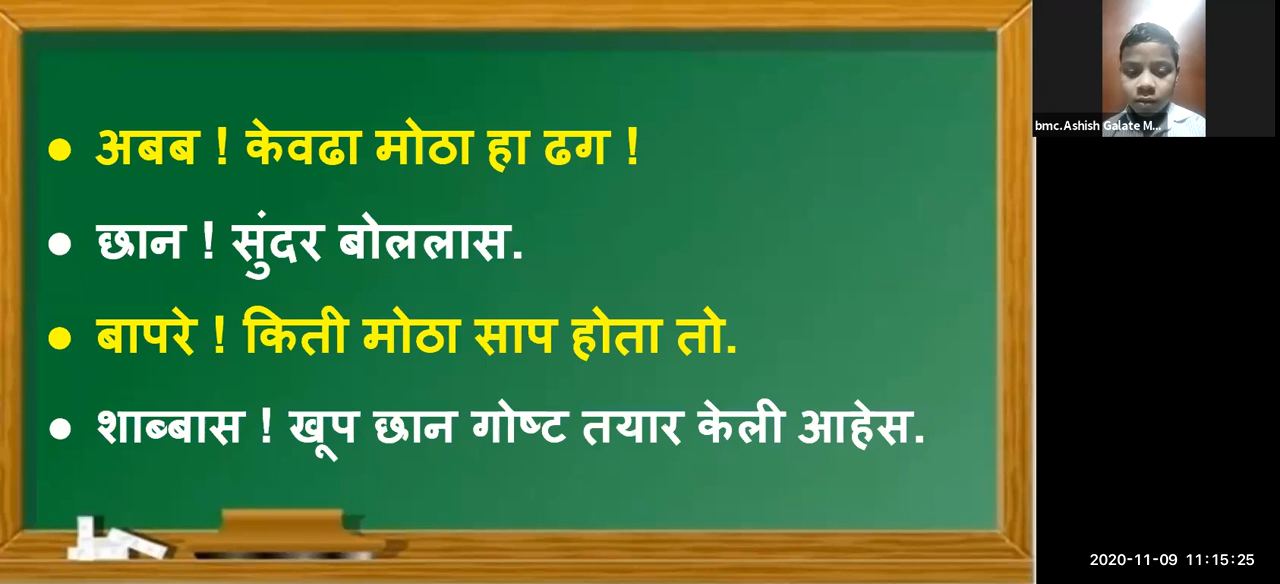 • अबब ! केवढा मोठा हा ढग !
• छान ! सुंदर बोललास.
• बापरे ! किती मोठा साप होता तो.
• शाब्बास ! खूप छान गोष्ट तयार केली आहेस.
bmc.Ashish Galate M...
2020-11-09 11:15:25